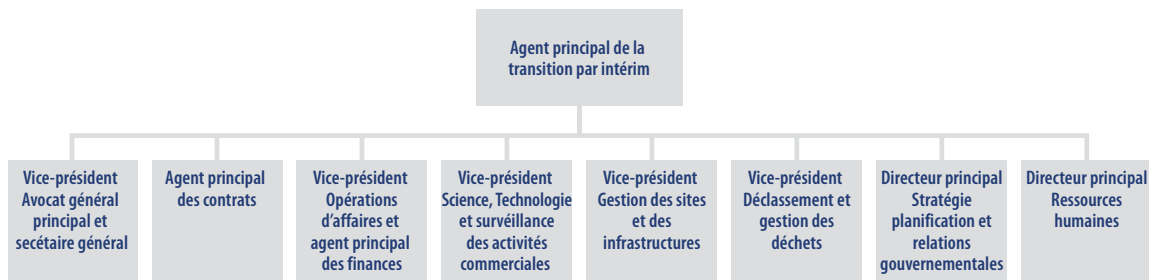 Agent principal de la
transition par intérim
Vice-président
Avocat général
principal et
secétaire général
Agent principal
des contrats
Vice-président
Opérations
d'affaires et
agent principal
des finances
Vice-président
Science, Technologie
et survéillance
des activités
commerciales
Vice-président
Gestion des sites
et des
infrastructures
Vice-président
Déclassement et
gestion des
déchets
Directeur principal
Stratégie
planification et
relations
gouvernementales
Directeur principal
Ressources
humaines